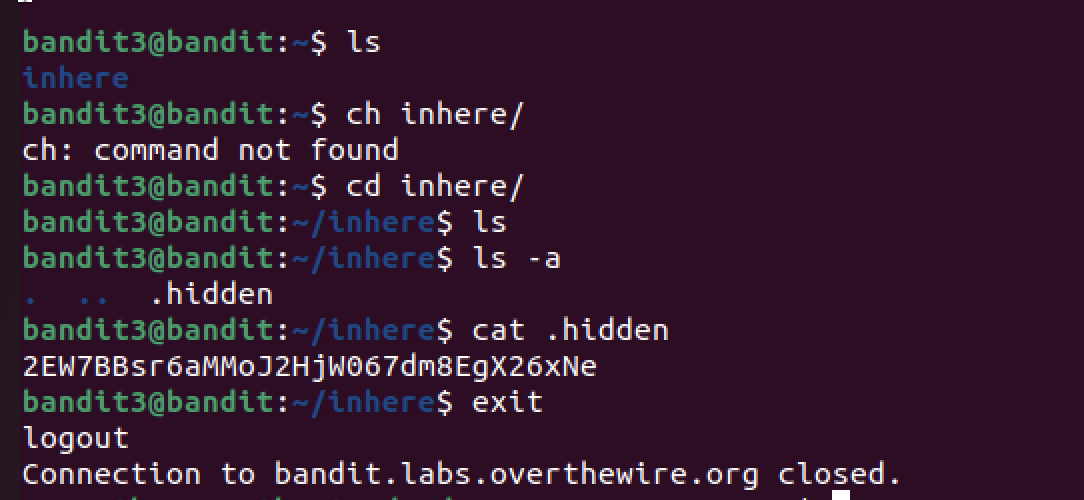 bandit3@bandit:~$ ls
inhere
bandit3@bandit:~$ ch inhere/
ch: command not found
bandit3@bandit:~$ cd inhere/
bandit3@bandit:~/inhere$ ls
bandit3@bandit:~/inhere$ ls -a
.  ..  .hidden
bandit3@bandit:~/inhere$ cat .hidden
2EW7BBsr6aMMoJ2HjW067dm8EgX26xNe
bandit3@bandit:~/inhere$ exit
logout
Connection to bandit.labs.overthewire.org closed.